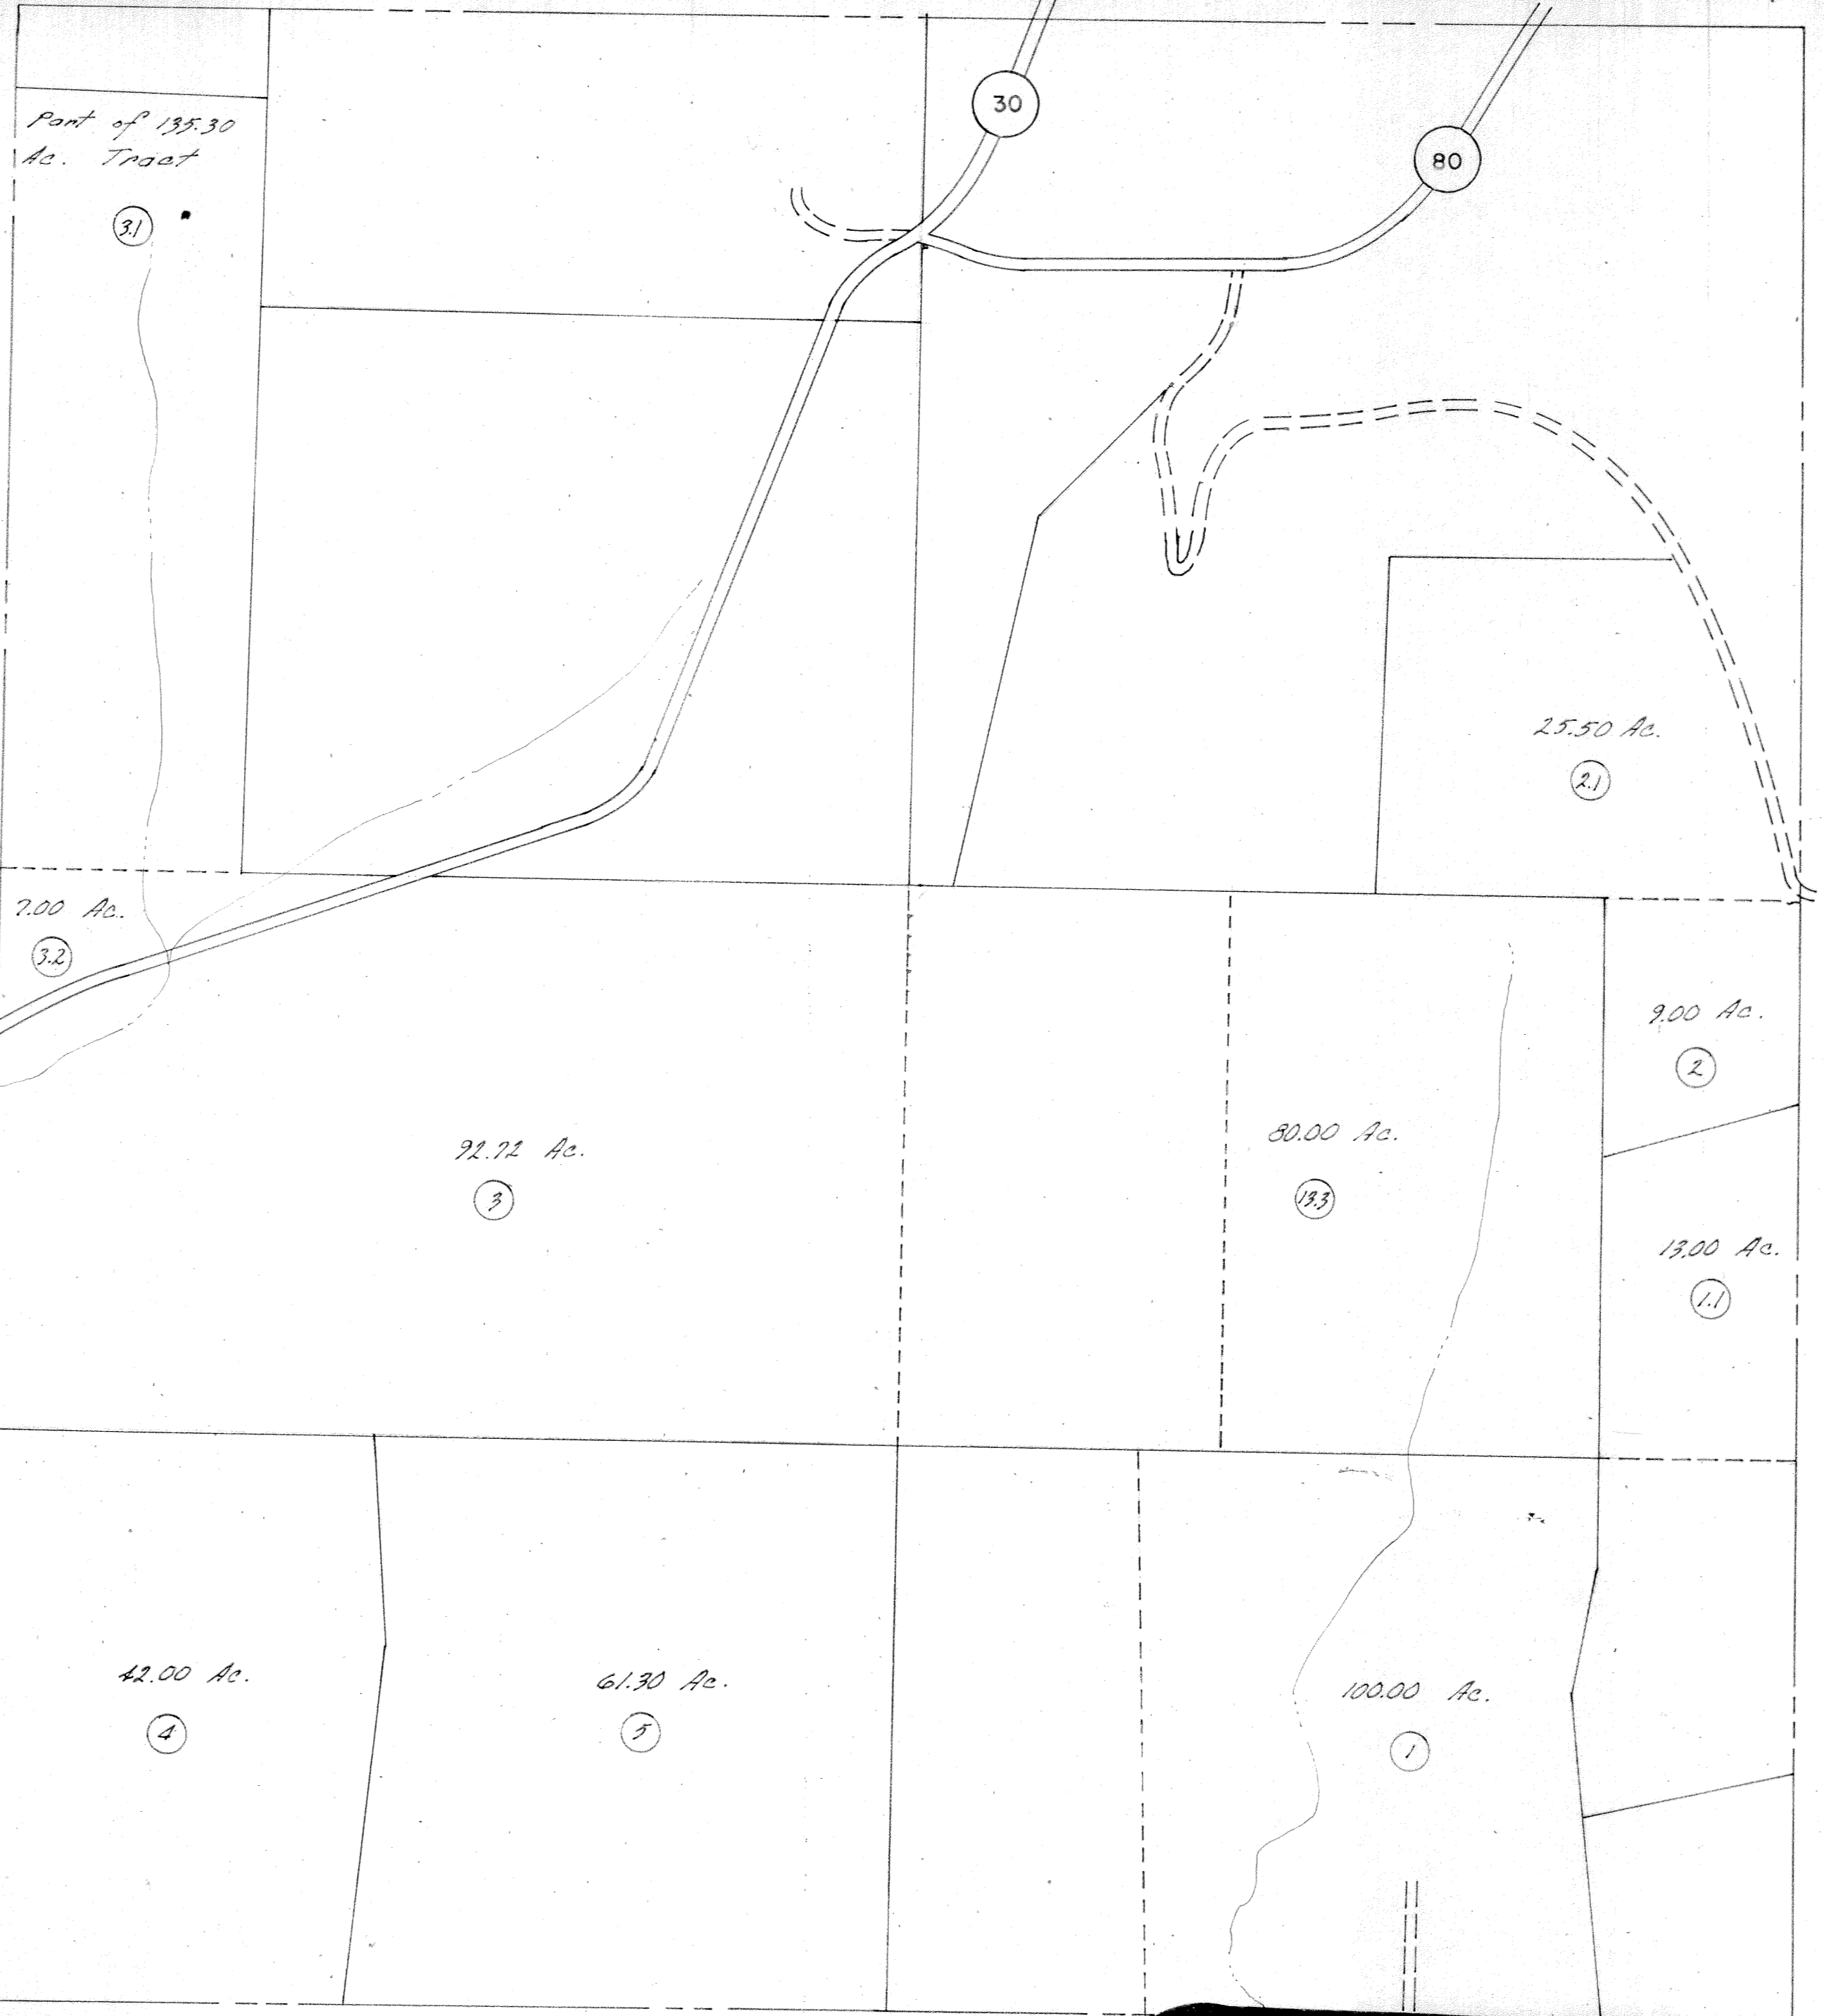 30
80
Part of 135.30
Ac. Tract
3.1
25.50 Ac.
2.1
7.00 Ac.
3.2
9.00 Ac.
2
92.72 Ac.
3
80.00 Ac.
13.3
13.00 Ac.
1.1
42.00 Ac.
4
61.30 Ac.
5
100.00 Ac.
1